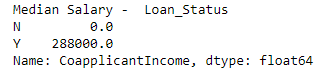 Median Salary -  Loan_Status
N         0.0
Y    288000.0
Name: CoapplicantIncome, dtype: float64